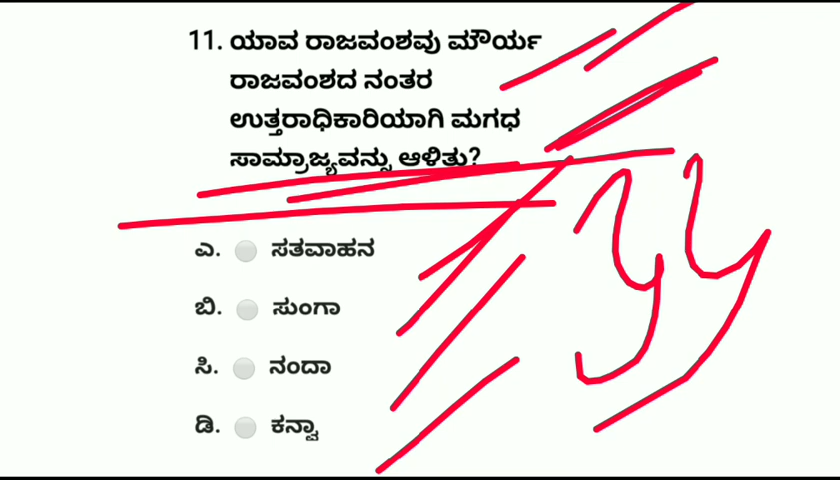 11. ಯಾವ ರಾಜವಂಶವು ಮೌರ್ಯ
ರಾಜವಂಶದ ನಂತರ
ಉತ್ತರಾಧಿಕಾರಿಯಾಗಿ ಮಗಧ
ಸಾಮ್ರಾಜ್ಯವನ್ನು ಆಳಿತು?
ಎ. ಸತವಾಹನ
ಬಿ. ಸುಂಗಾ
ಸಿ. ನಂದಾ
ಡಿ. ಕನ್ವಾ